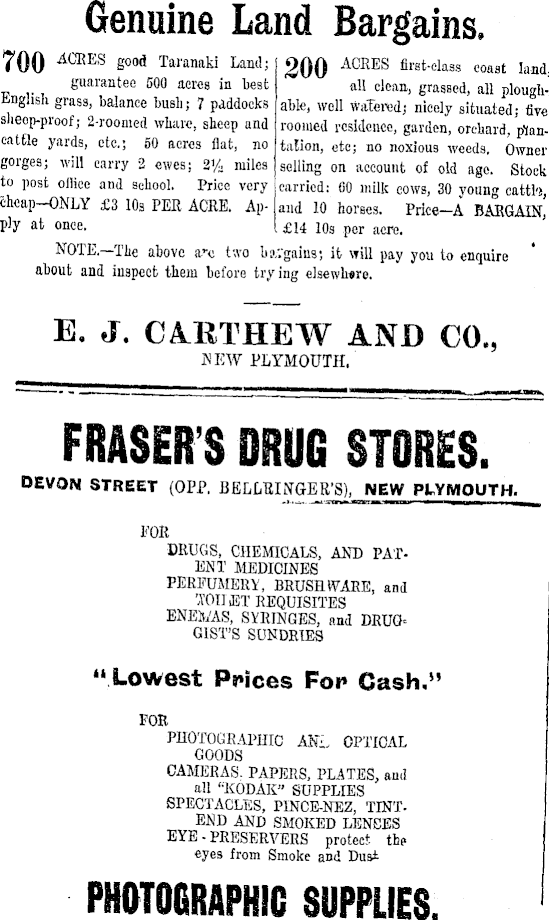 Genuine Land Bargains.
700 ACRES good Taranaki Land;
guarantee 500 acres in best
English grass, balance bush; 7 paddocks
sheep-proof; 2-roomed whare, sheep and
cattle yards, etc.; 50 acres flat, no
gorges; will carry 2 ewes; 2½ miles
to post office and school. Price very
cheap—ONLY £3 10s PER ACRE. Ap-
ply at once.
200 ACRES first-class coast land,
all clean, grassed, all plough-
able, well watered; nicely situated; five
roomed residence, garden, orchard, plan-
tation, etc; no noxious weeds. Owner
selling on account of old age. Stock
carried: 60 milk cows, 30 young cattle,
and 10 horses. Price—A BARGAIN,
£14 10s per acre.
NOTE.—The above are two bargains; it will pay you to enquire
about and inspect them before trying elsewhere.
E. J. CARTHEW AND CO.,
NEW PLYMOUTH.
FRASER'S DRUG STORES.
DEVON STREET (OPP. BELLRINGER'S), NEW PLYMOUTH.
FOR
DRUGS, CHEMICALS, AND PAT-
ENT MEDICINES
PERFUMERY, BRUSHWARE, and
TOILET REQUISITES
ENEMAS, SYRINGES, and DRUG-
GIST'S SUNDRIES
"Lowest Prices For Cash."
FOR
PHOTOGRAPHIC AND OPTICAL
GOODS
CAMERAS, PAPERS, PLATES, and
all "KODAK" SUPPLIES
SPECTACLES, PINCE-NEZ, TINT-
END AND SMOKED LENCES
EYE-PRESERVERS protect the
eyes from Smoke and Dust
PHOTOGRAPHIC SUPPLIES.